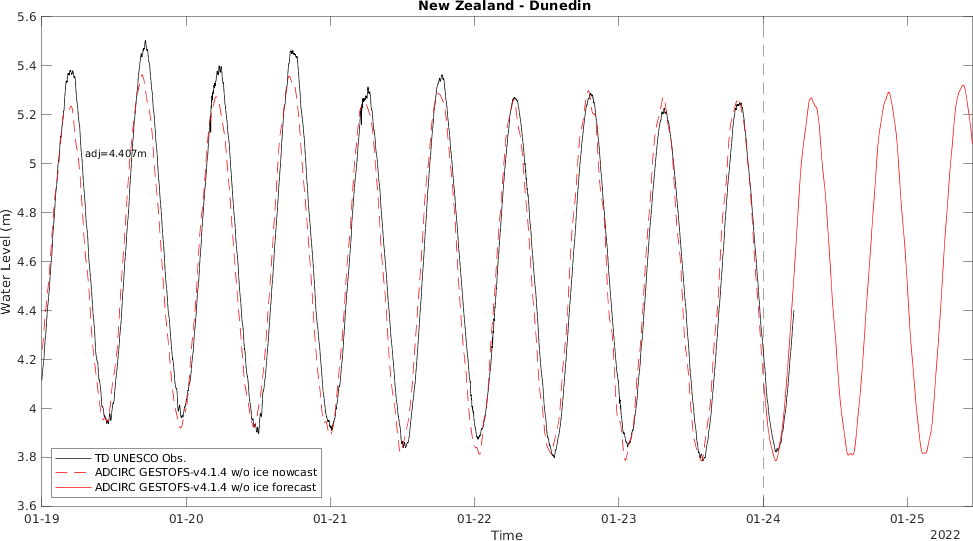 New Zealand - Dunedin
5.6
5.4
5.2
5
4.8
4.6
4.4
4.2
4
3.8
3.6
Water Level (m)
adj=4.407m
TD UNESCO Obs.
ADCIRC GESTOFS-v4.1.4 w/o ice nowcast
ADCIRC GESTOFS-v4.1.4 w/o ice forecast
01-19
01-20
01-21
01-22
01-23
01-24
01-25
Time
2022